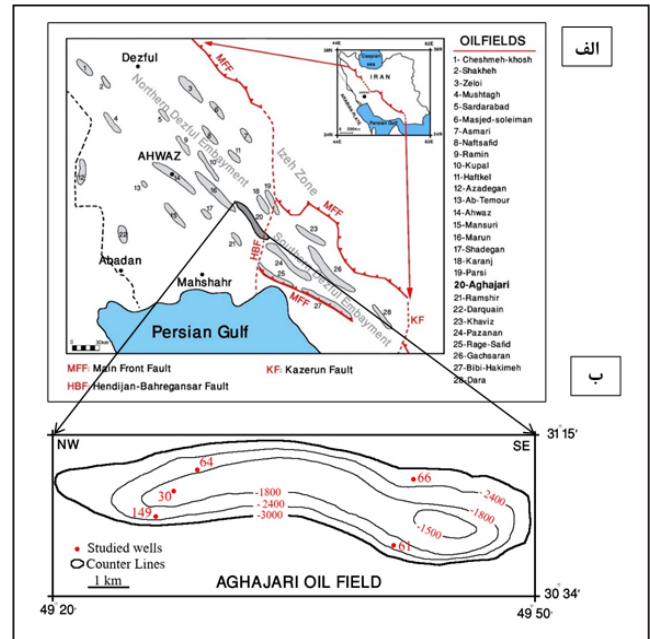 الف
OILFIELDS
1- Cheshmeh-khosh
2-Shakheh
3-Zeloi
4-Mushtagh
5-Sardarabad
6-Masjed-soleiman
7-Asmari
8-Naftsafid
9-Ramin
10-Kupal
11-Haftkel
12-Azadegan
13-Ab-Temour
14-Ahwaz
15-Mansuri
16-Marun
17-Shadegan
18-Karanj
19-Parsi
20-Aghajari
21-Ramshir
22-Darquain
23-Khaviz
24-Pazanan
25-Rage-Safid
26-Gachsaran
27-Bibi-Hakimeh
28-Dara
Dezful
MFF
Northern Dezful Embayment
Izeh Zone
AHWAZ
MFF
HBF
Southern Dezful Embayment
Abadan
Mahshahr
MFF
KF
Persian Gulf
Caspian sea
IRAN
ARABIAN PLATE
Persian Gulf
MFF: Main Front Fault
KF: Kazerun Fault
HBF: Hendijan-Bahregansar Fault
ب
NW
SE
31 15
64
66
30
149
61
-1800
-2400
-3000
-2400
-1800
-1500
Studied wells
Counter Lines
1 km
AGHAJARI OIL FIELD
30 34
49 20
49 50